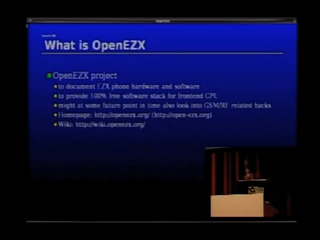 What is OpenEZX
OpenEZX project
to document EZX phone hardware and software
to provide 100% free software stack for frontend CPU
might at some future point in time also look into GSM/RF related hacks
Homepage: http://openezx.org/ (http://open-ezx.org)
Wiki: http://wiki.openezx.org/